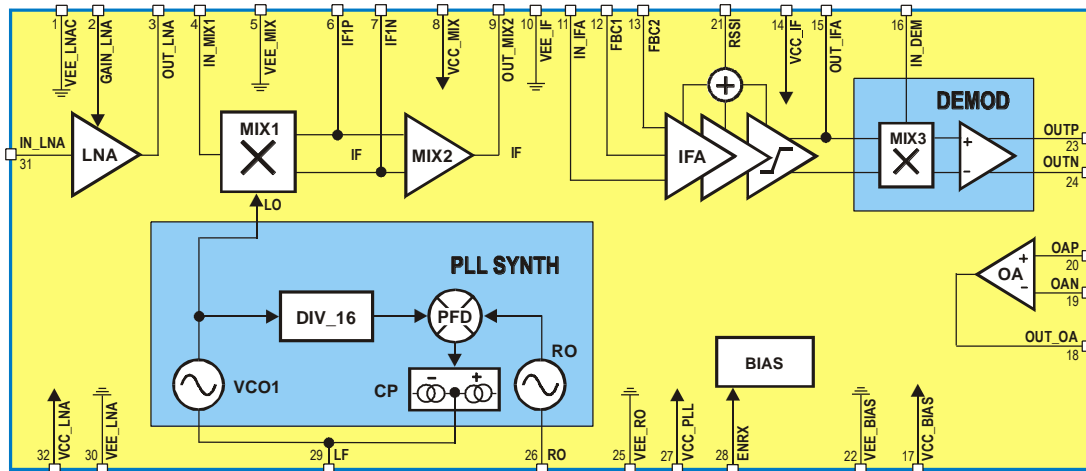 1
VEE_LNAC
2
GAIN_LNA
3
OUT_LNA
4
IN_MIX1
5
VEE_MIX
6
IF1P
7
IF1N
8
VCC_MIX
9
OUT_MIX2
10
VEE_IF
11
IN_IFA
12
FBC1
13
FBC2
21
RSSI
14
VCC_IF
15
OUT_IFA
16
IN_DEM
IN_LNA
31
LNA
MIX1
IF
MIX2
IF
LO
IFA
+
DEMOD
MIX3
+
−
OUTP
23
OUTN
24
PLL SYNTH
DIV_16
PFD
RO
VCO1
CP
− +
BIAS
OA
+
−
OAP
20
OAN
19
OUT_OA
18
32
VCC_LNA
30
VEE_LNA
29
LF
26
RO
25
VEE_RO
27
VCC_PLL
28
ENRX
22
VEE_BIAS
17
VCC_BIAS